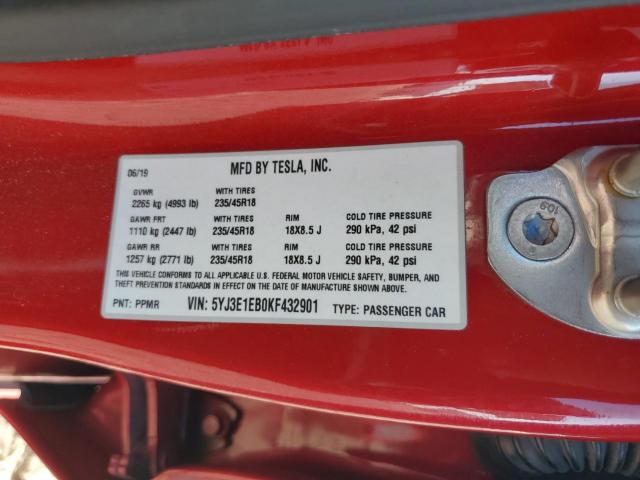 06/19 MFD BY TESLA, INC.
GVWR WITH TIRES
2265 kg (4993 lb) 235/45R18
GAWR FRT WITH TIRES RIM COLD TIRE PRESSURE
1110 kg (2447 lb) 235/45R18 18X8.5 J 290 kPa, 42 psi
GAWR RR WITH TIRES RIM COLD TIRE PRESSURE
1257 kg (2771 lb) 235/45R18 18X8.5 J 290 kPa, 42 psi
THIS VEHICLE CONFORMS TO ALL APPLICABLE U.S. FEDERAL MOTOR VEHICLE SAFETY, BUMPER, AND
THEFT PREVENTION STANDARDS IN EFFECT ON THE DATE OF MANUFACTURE SHOWN ABOVE.
PNT: PPMR VIN: 5YJ3E1EB0KF432901 TYPE: PASSENGER CAR
109